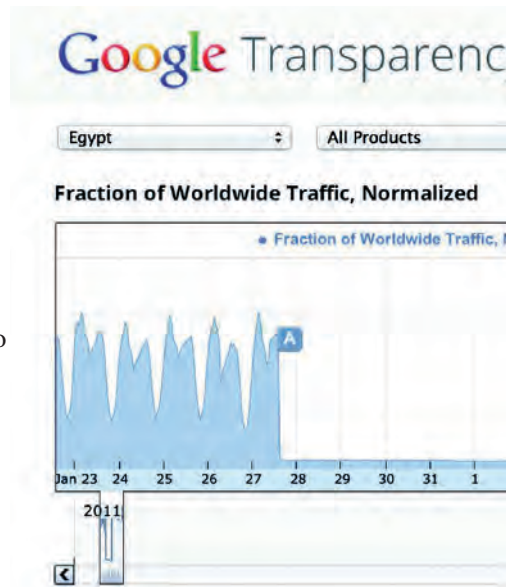 Google Transparenc
Egypt All Products
Fraction of Worldwide Traffic, Normalized
Fraction of Worldwide Traffic,
o
A
Jan 23 24 25 26 27 28 29 30 31 1
2011